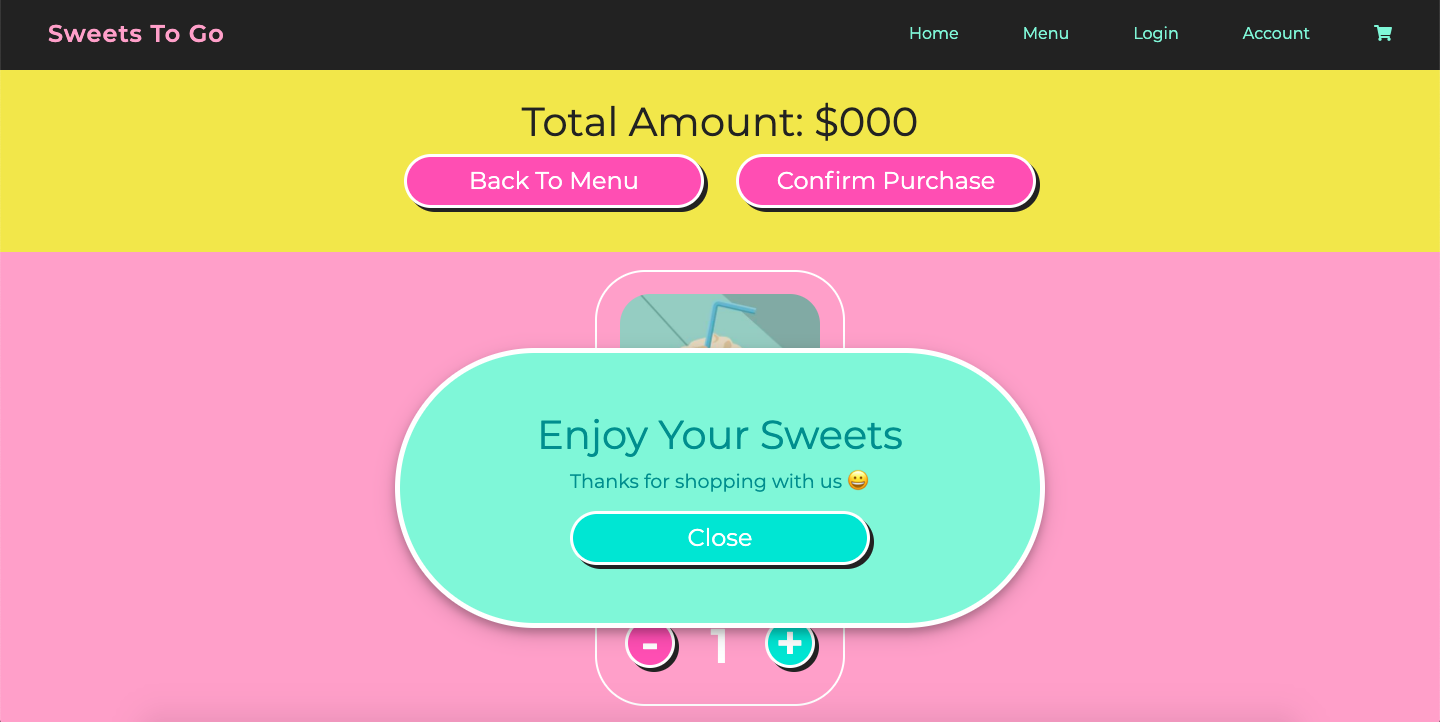 Sweets To Go
Home Menu Login Account
Total Amount: $000
Back To Menu Confirm Purchase
Enjoy Your Sweets
Thanks for shopping with us 😀
Close
- 1 +